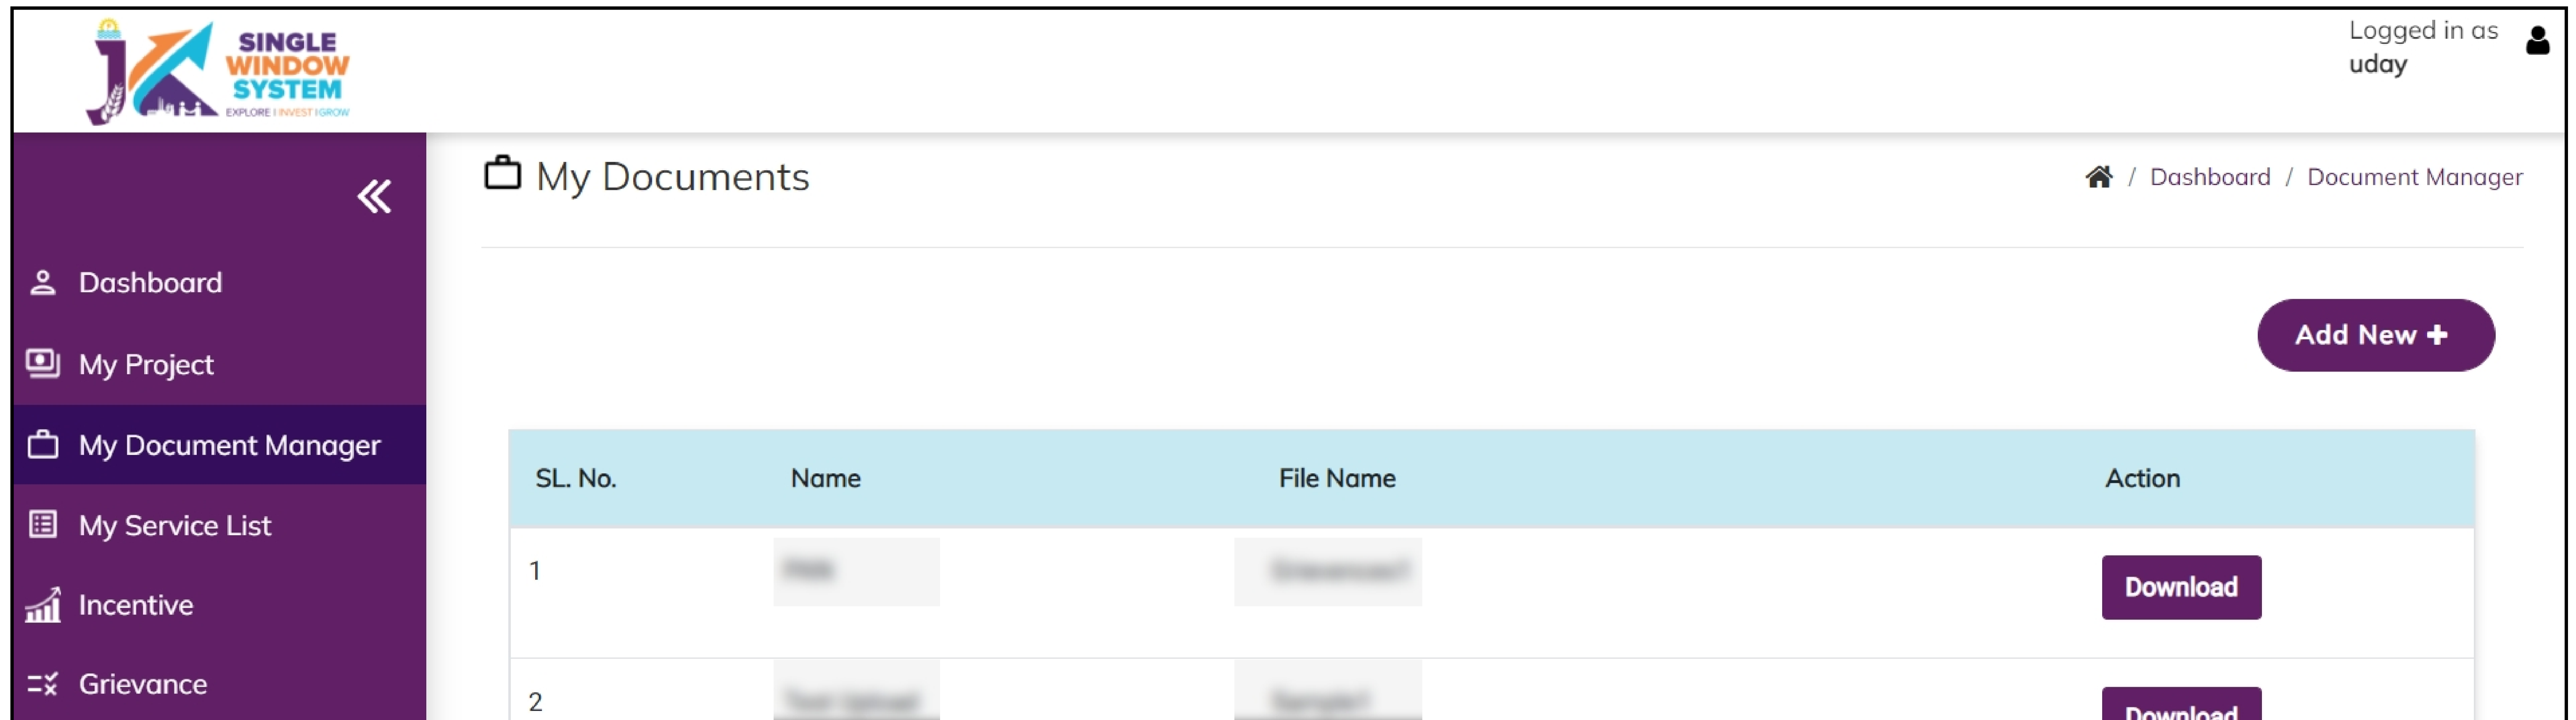 JK
SINGLE
WINDOW
SYSTEM
EXPLORE I INVEST I GROW
Logged in as
uday
My Documents
/ Dashboard / Document Manager
Dashboard
My Project
My Document Manager
My Service List
Incentive
Grievance
Add New +
SL. No. Name File Name Action
1 Download
2 Download